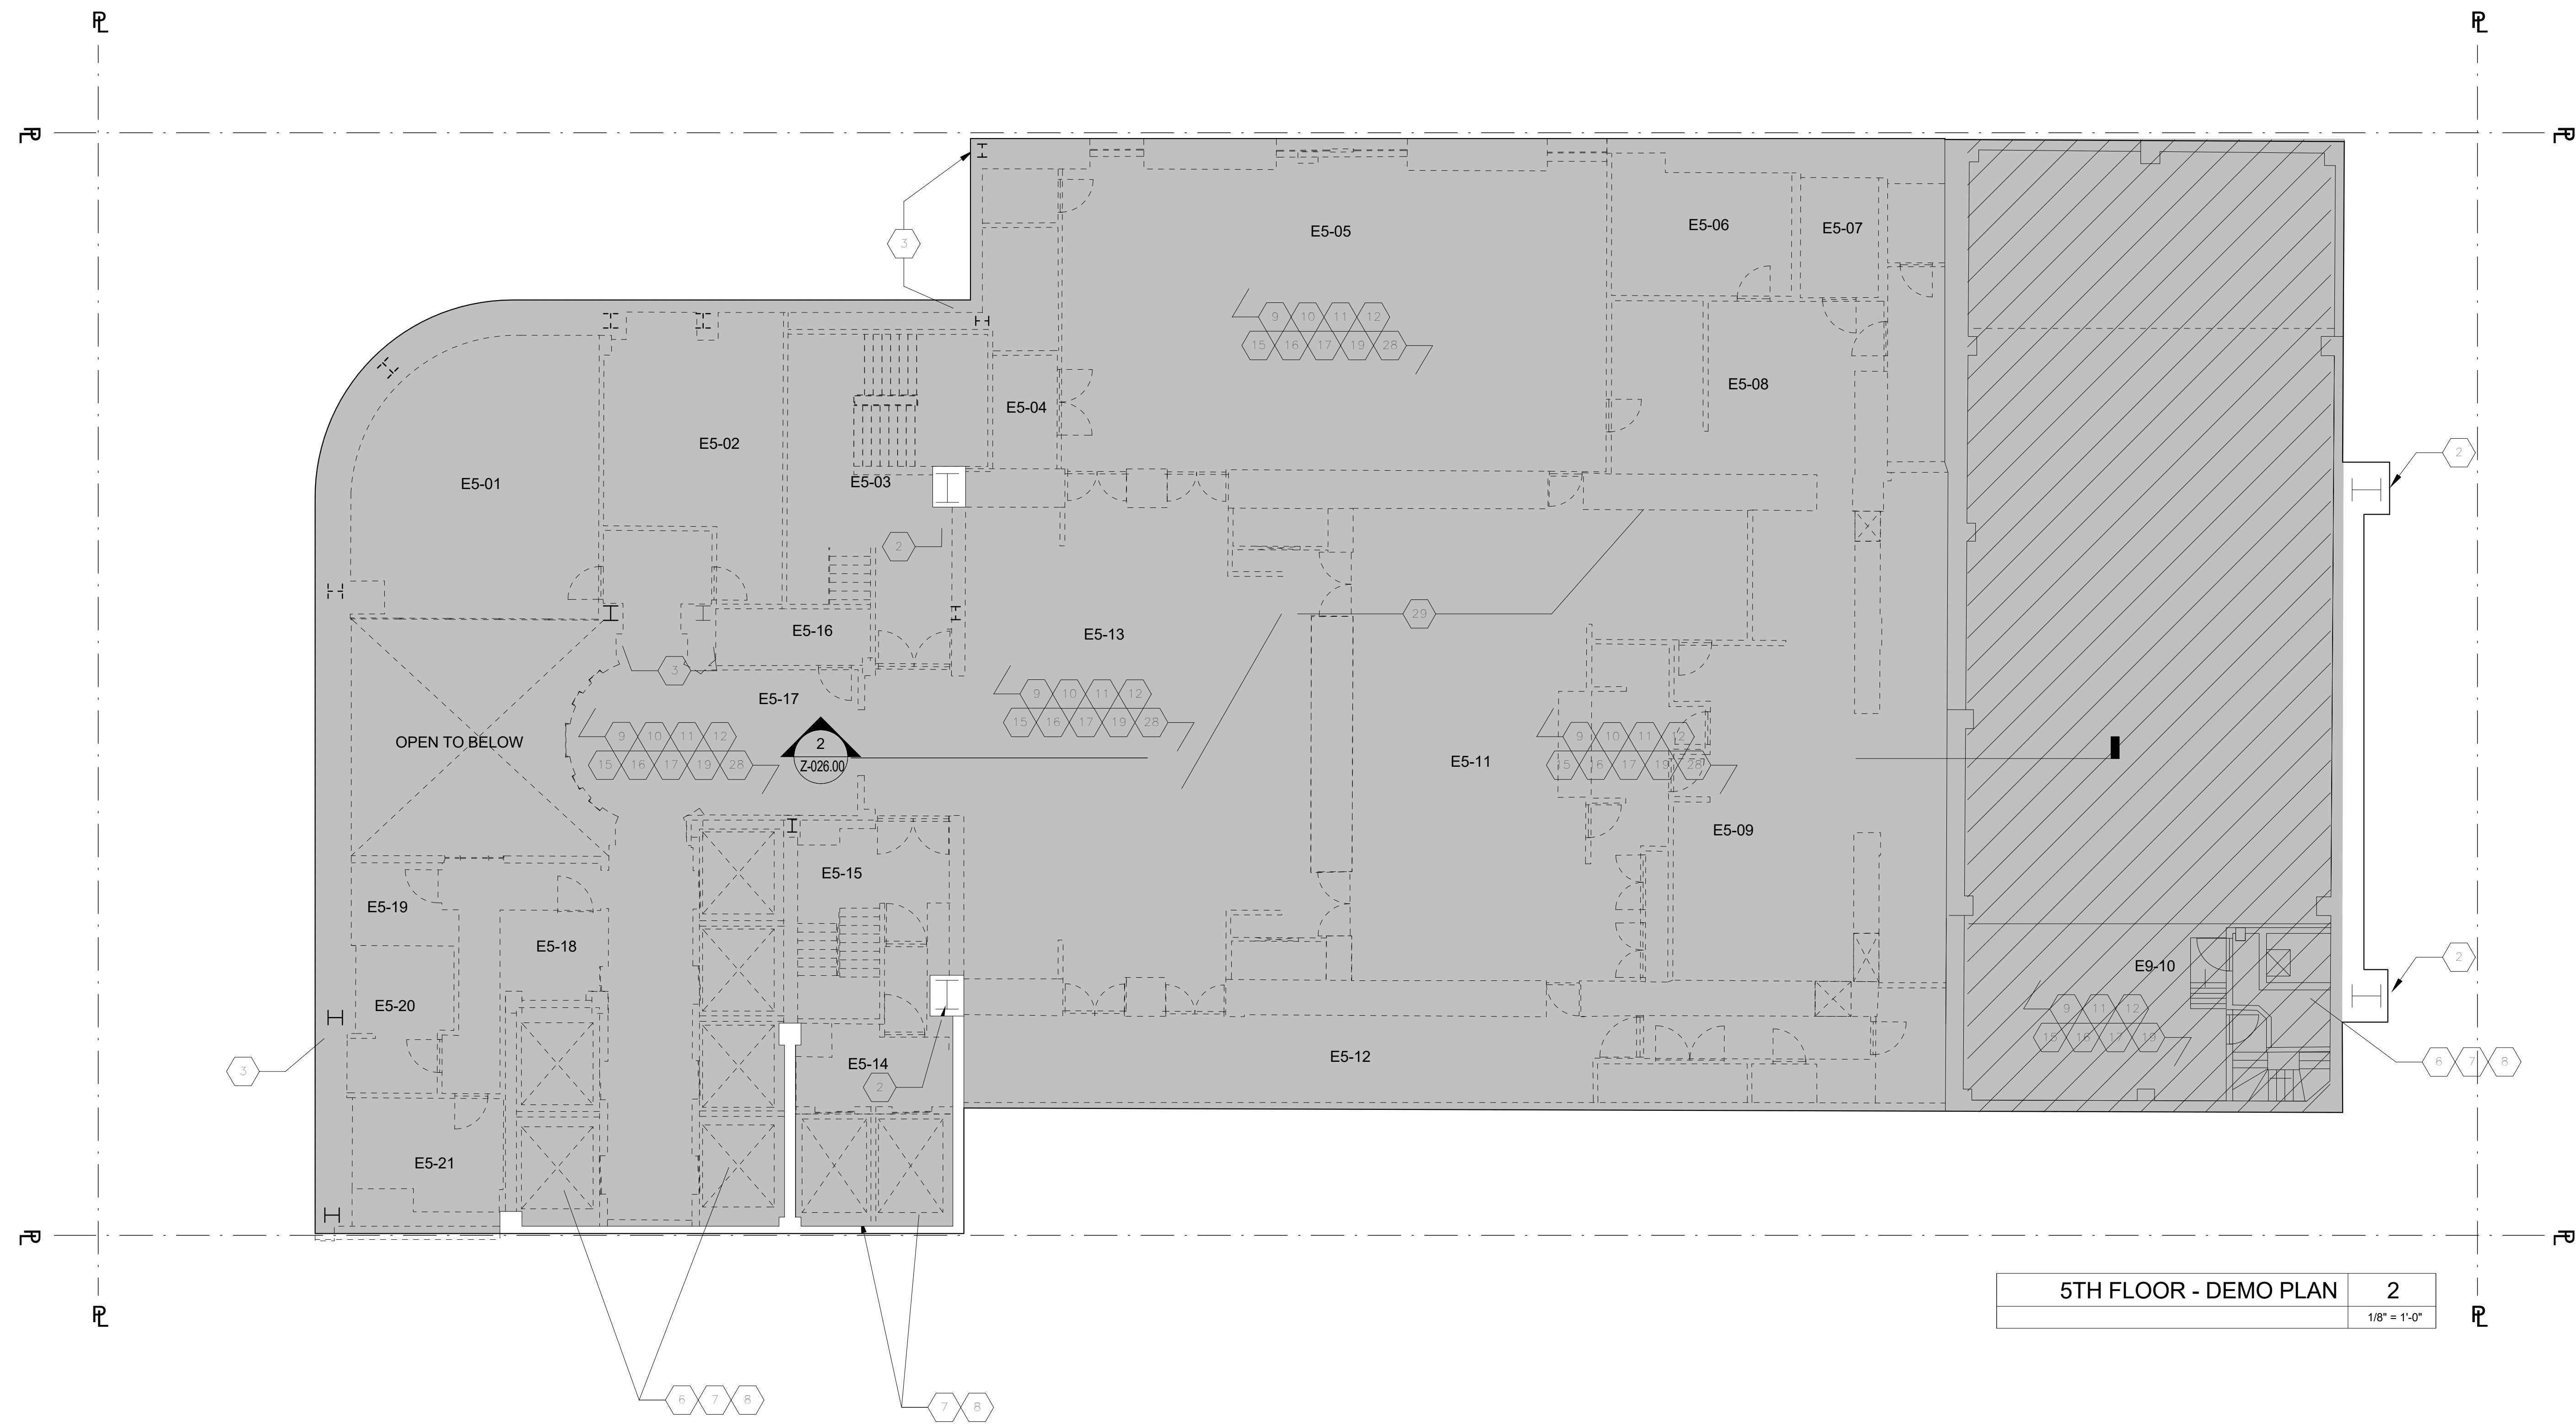 PL
PL
PL
PL
E5-05
E5-06
E5-07
3
9 10 11 12
15 16 17 19 28
E5-08
E5-04
E5-02
2
E5-01
E5-03
2
29
E5-16
E5-13
3
E5-17
9 10 11 12
15 16 17 19 28
9 10 11 12
15 16 17 19 28
2
Z-026.00
OPEN TO BELOW
E5-11
9 10 11 12
15 16 17 19 28
E5-09
E5-15
E5-19
E5-18
2
E9-10
E5-20
9 11 12
15 16 17 19
E5-12
E5-14
3
2
6 7 8
E5-21
PL
PL
5TH FLOOR - DEMO PLAN 2
1/8" = 1'-0"
PL
PL
6 7 8
7 8